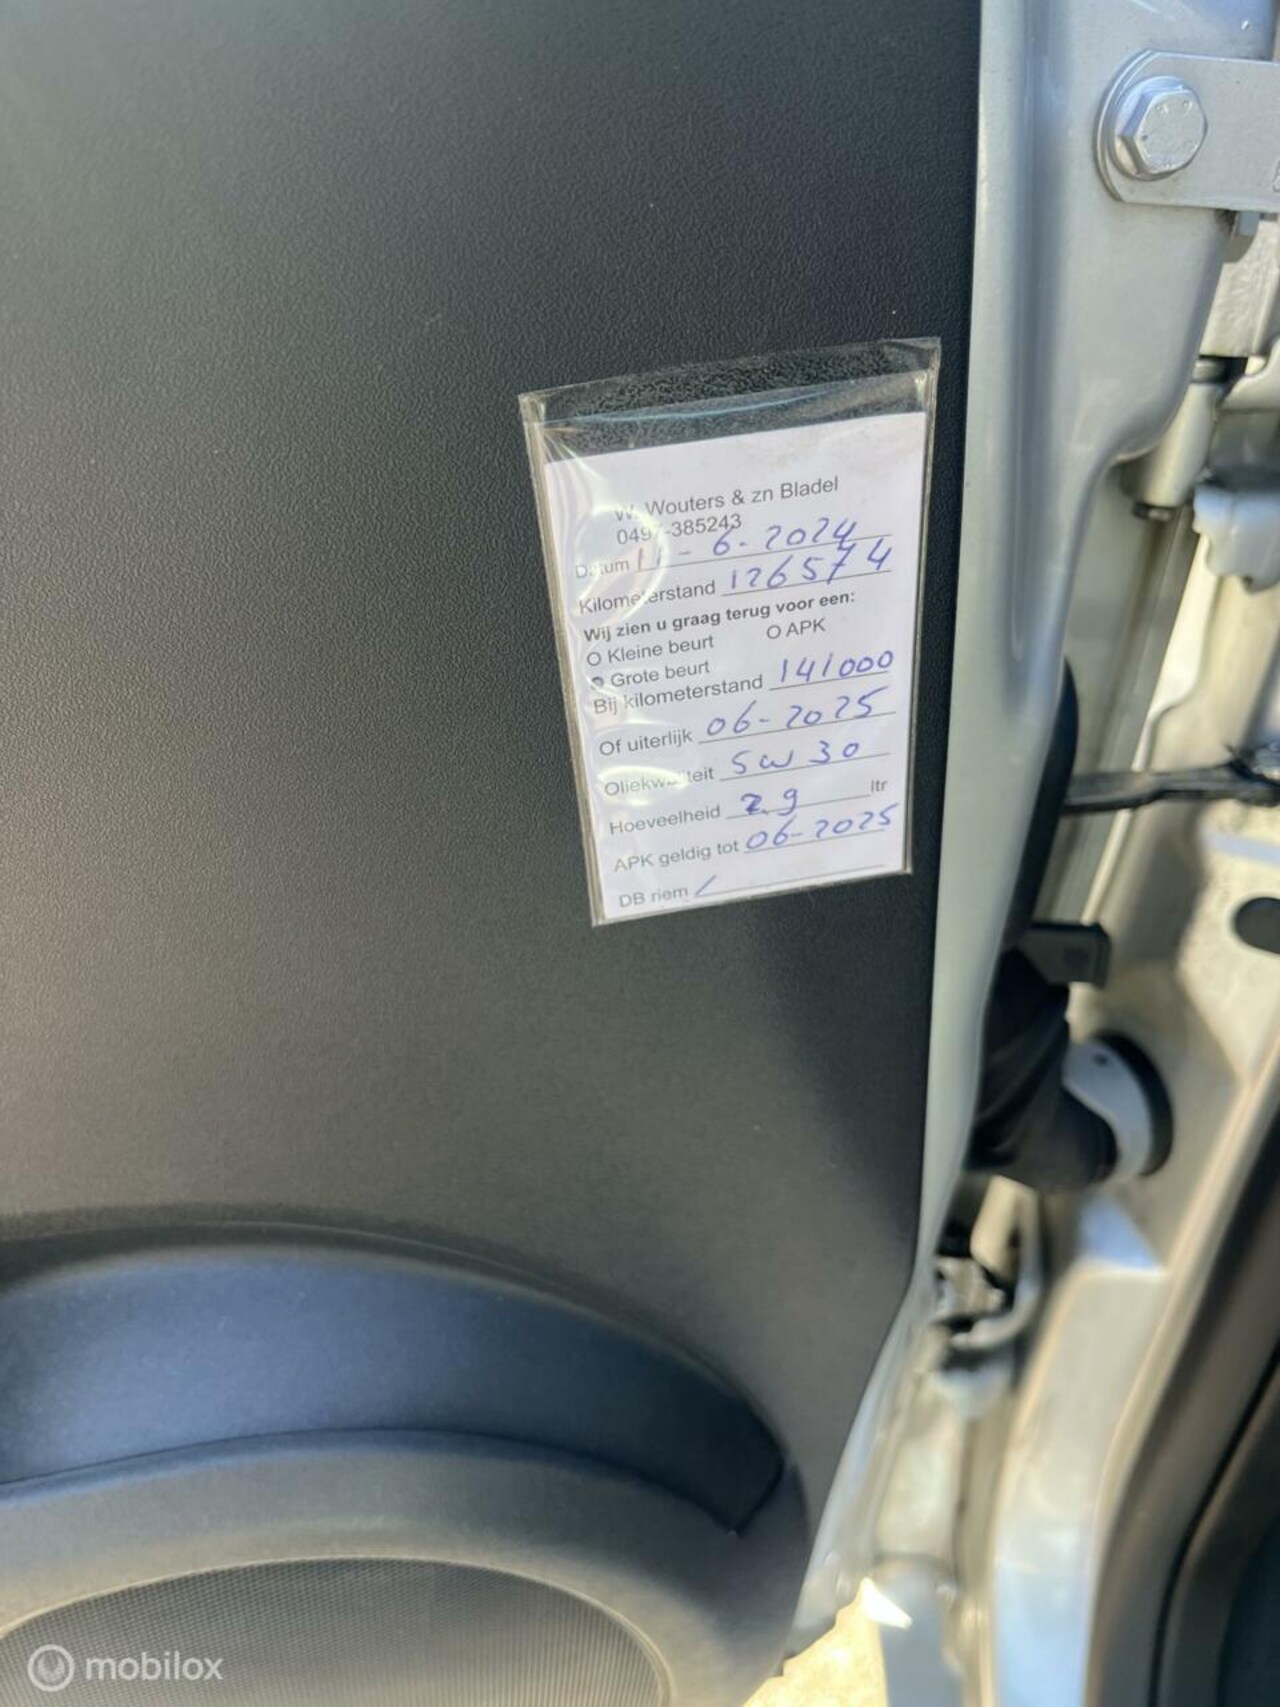 W. Wouters & zn Bladel
0497-385243
Datum 11-6-2024
Kilometerstand 126574
Wij zien u graag terug voor een:
O Kleine beurt O APK
Grote beurt
Bij kilometerstand 141000
Of uiterlijk 06-2025
Oliekwaliteit 5W30
Hoeveelheid 2.9 ltr
APK geldig tot 06-2025
DB riem /
mobilox